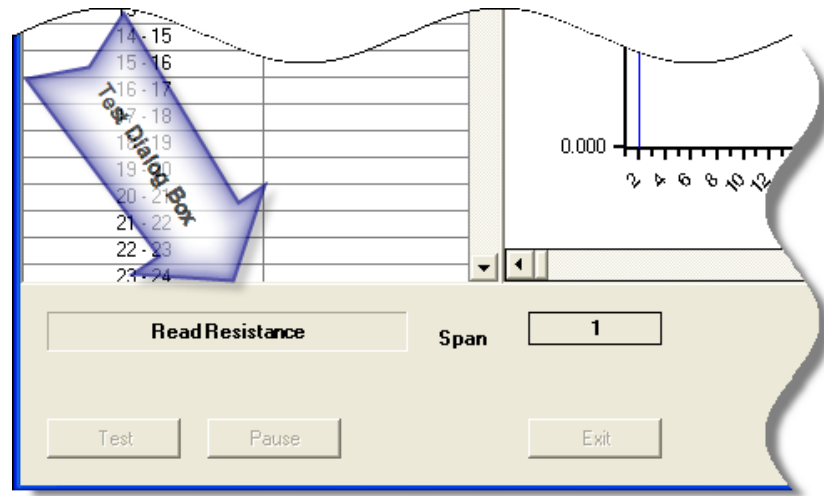 14 - 15
15 - 16
16 - 17
17 - 18
18 - 19
19 - 20
20 - 21
21 - 22
22 - 23
23 - 24
Test Dialog Box
0.000
2 4 6 8 10 12
Read Resistance
Span
1
Test
Pause
Exit